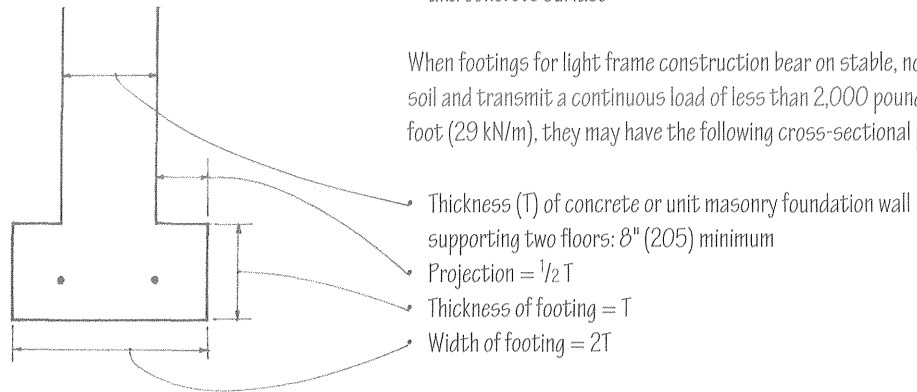 When footings for light frame construction bear on stable,
soil and transmit a continuous load of less than 2,000
foot (29 kN/m), they may have the following cross-sectional
• Thickness (T) of concrete or unit masonry foundation wall
supporting two floors: 8" (205) minimum
• Projection = 1/2 T
• Thickness of footing = T
• Width of footing = 2T